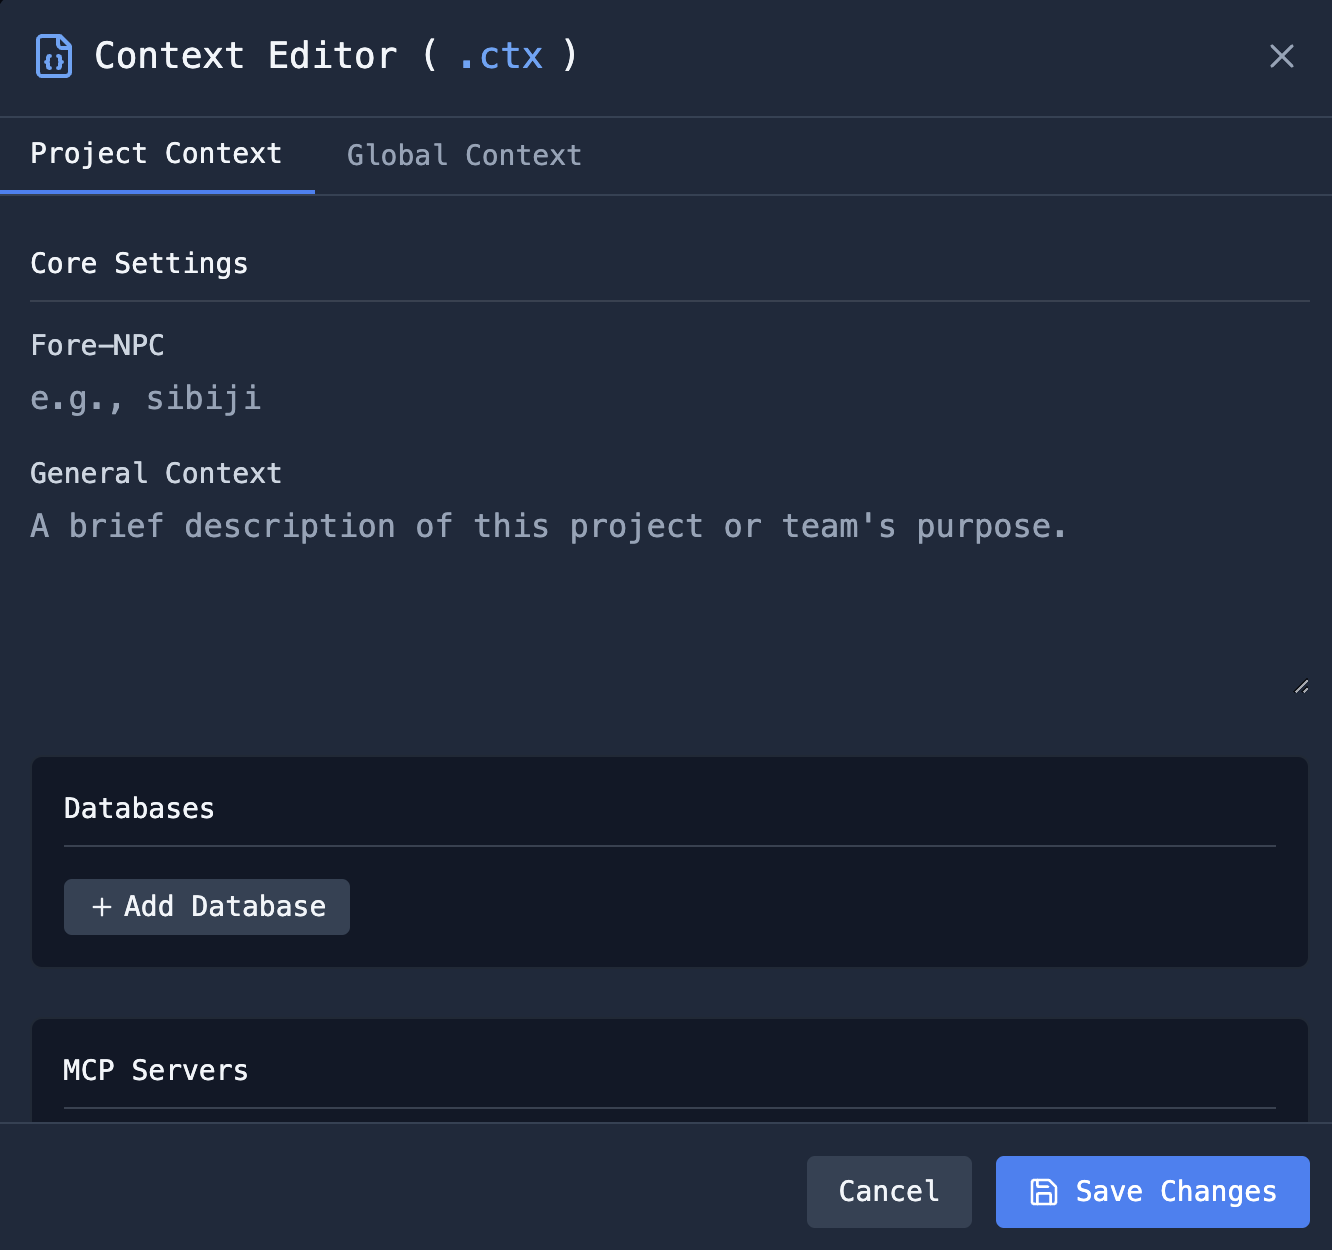 Context Editor ( .ctx )
Project Context
Global Context
Core Settings
Fore-NPC
e.g., sibiji
General Context
A brief description of this project or team's purpose.
Databases
+ Add Database
MCP Servers
Cancel
Save Changes